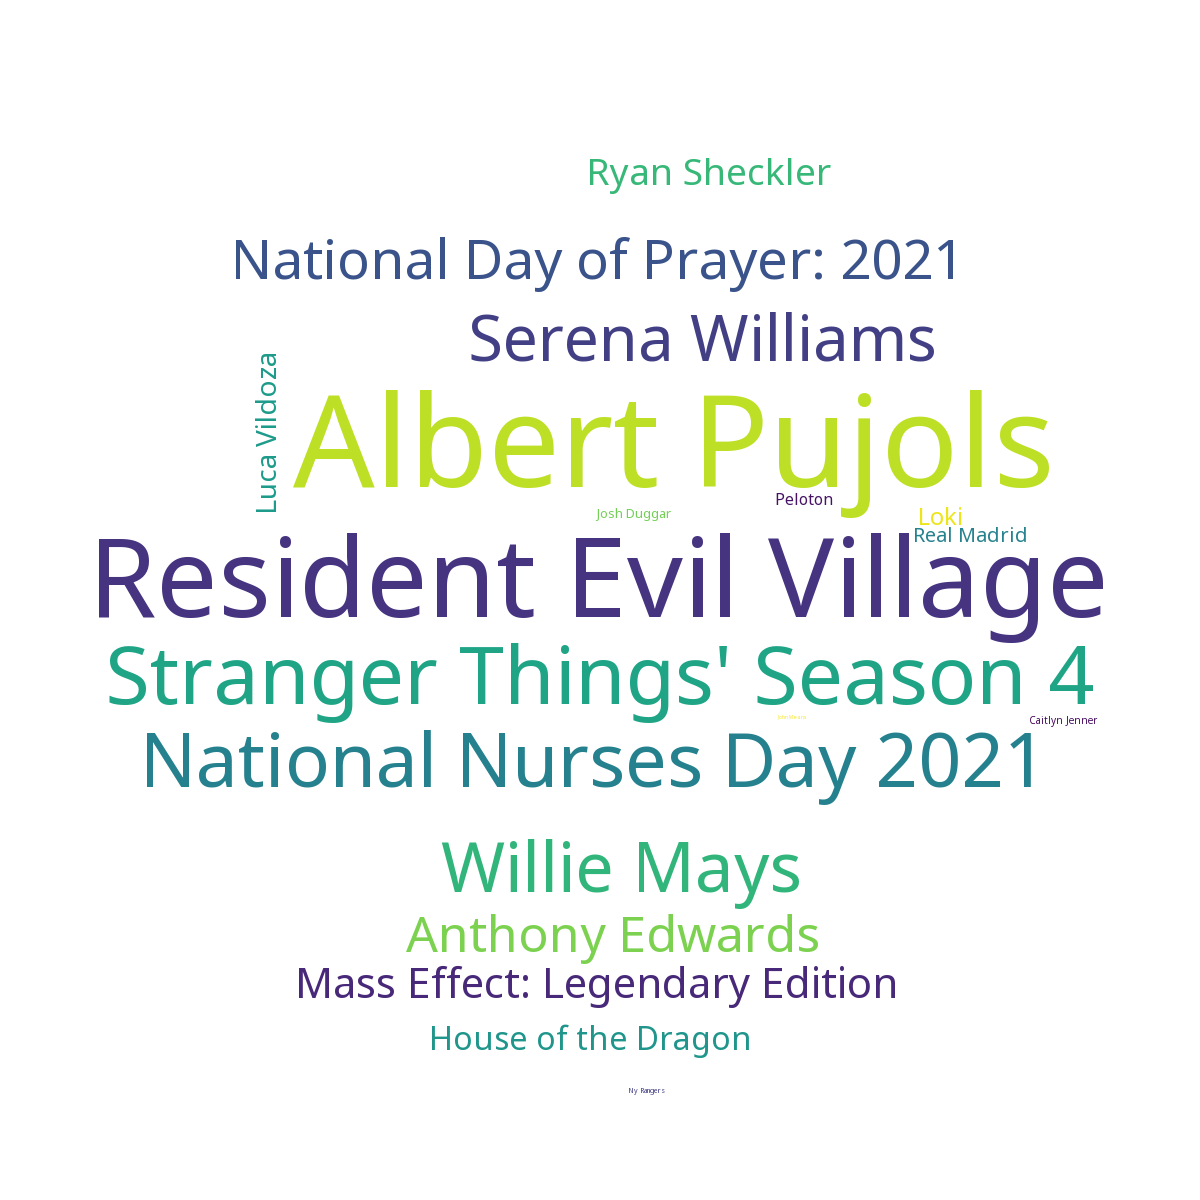 Ryan Sheckler
National Day of Prayer: 2021
Serena Williams
Luca Vildoza
Albert Pujols
Peloton
Josh Duggar
Loki
Real Madrid
Resident Evil Village
Stranger Things' Season 4
Caitlyn Jenner
National Nurses Day 2021
Willie Mays
Anthony Edwards
Mass Effect: Legendary Edition
House of the Dragon
Ny Rangers